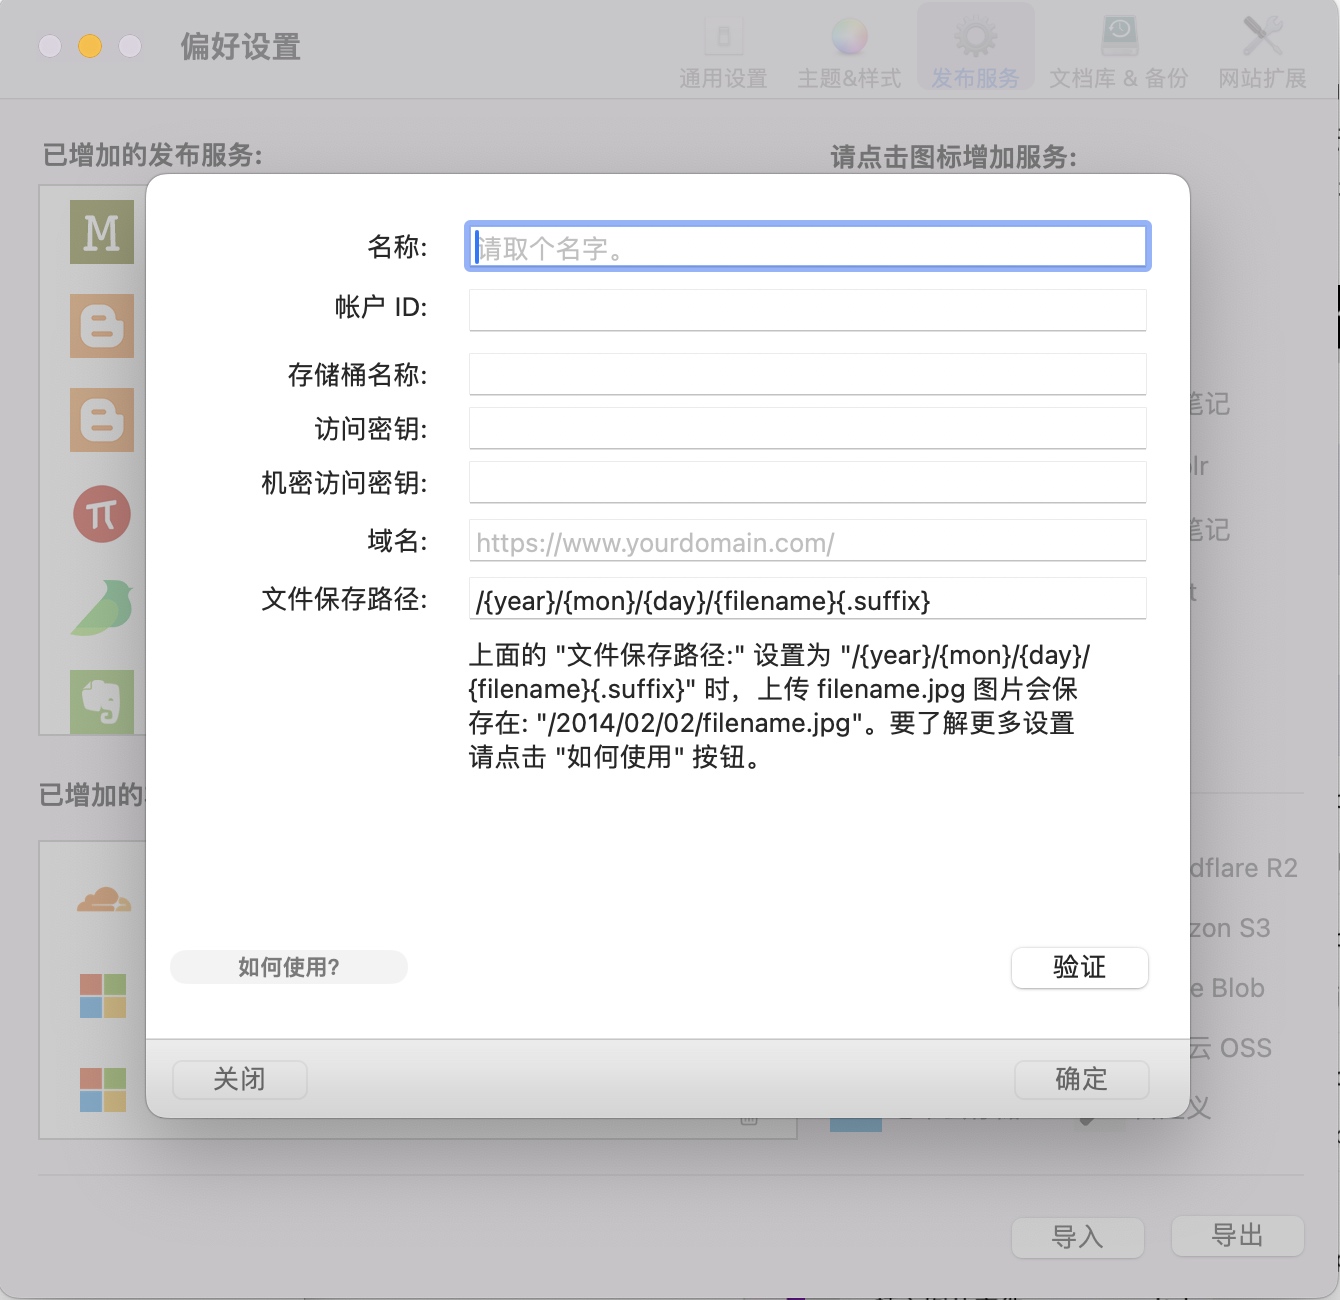 偏好设置
通用设置
主题&样式
发布服务
文档库 & 备份
网站扩展
已增加的发布服务:
请点击图标增加服务:
名称:
请取个名字。
帐户 ID:
存储桶名称:
访问密钥:
笔记
机密访问密钥:
lr
域名:
https://www.yourdomain.com/
笔记
文件保存路径:
/{year}/{mon}/{day}/{filename}{.suffix}
t
上面的 "文件保存路径:" 设置为 "/{year}/{mon}/{day}/
{filename}{.suffix}" 时，上传 filename.jpg 图片会保
存在: "/2014/02/02/filename.jpg"。要了解更多设置
请点击 "如何使用" 按钮。
已增加的
dflare R2
zon S3
如何使用?
验证
e Blob
云 OSS
关闭
确定
义
导入
导出